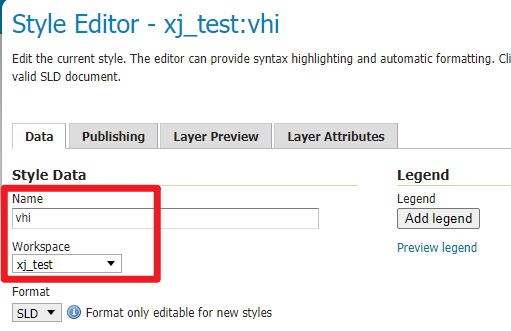 Style Editor - xj_test:vhi
Edit the current style. The editor can provide syntax highlighting and automatic formatting. Cli
valid SLD document.
Data Publishing Layer Preview Layer Attributes
Style Data
Name
vhi
Workspace
xj_test
Format
SLD Format only editable for new styles
Legend
Legend
Add legend
Preview legend